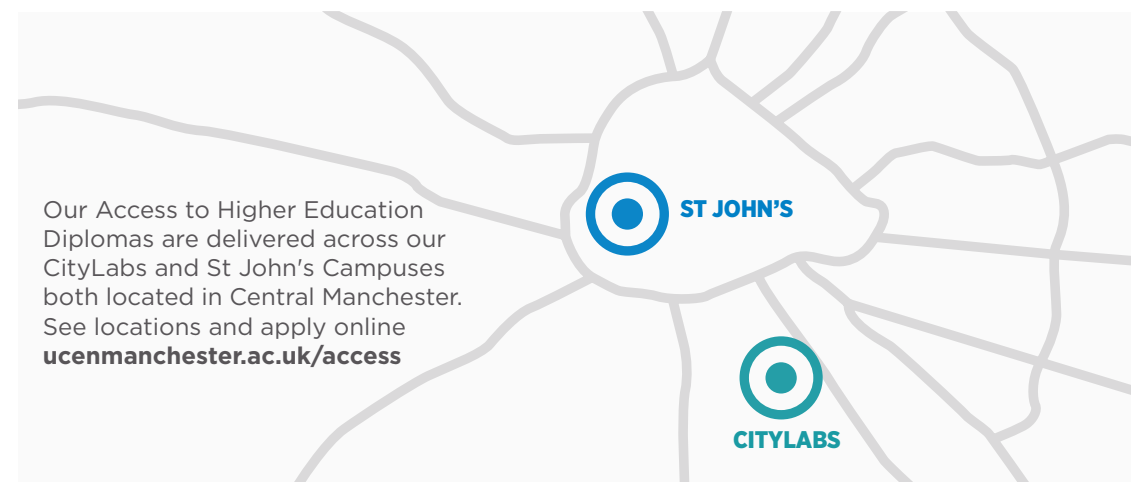 Our Access to Higher Education
Diplomas are delivered across our
CityLabs and St John's Campuses
both located in Central Manchester.
See locations and apply online
ucenmanchester.ac.uk/access
ST JOHN’S
CITYLABS